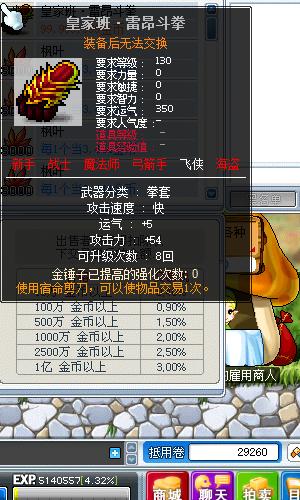 皇家班·雷昂斗拳
装备后无法交换
枫叶
要求等级 : 130
要求力量 : 0
要求敏捷 : 0
要求智力 : 0
要求运气 : 350
要求人气度 : -
道具等级 : -
道具经验值 : -
新手 战士 魔法师 弓箭手 飞侠 海盗
武器分类 : 拳套
攻击速度 : 快
运气 : +5
攻击力 : +54
可升级次数 : 8回
金锤子已提高的强化次数: 0
使用宿命剪刀，可以使物品交易1次。
100万 金币以上 0,90%
500万 金币以上 1,50%
1000万 金币以上 2,00%
2500万 金币以上 2,50%
1亿 金币以上 3,00%
雇用商人
抵用卷 29260
EXP. 5140557[4.32%]
商城 聊天 拍卖